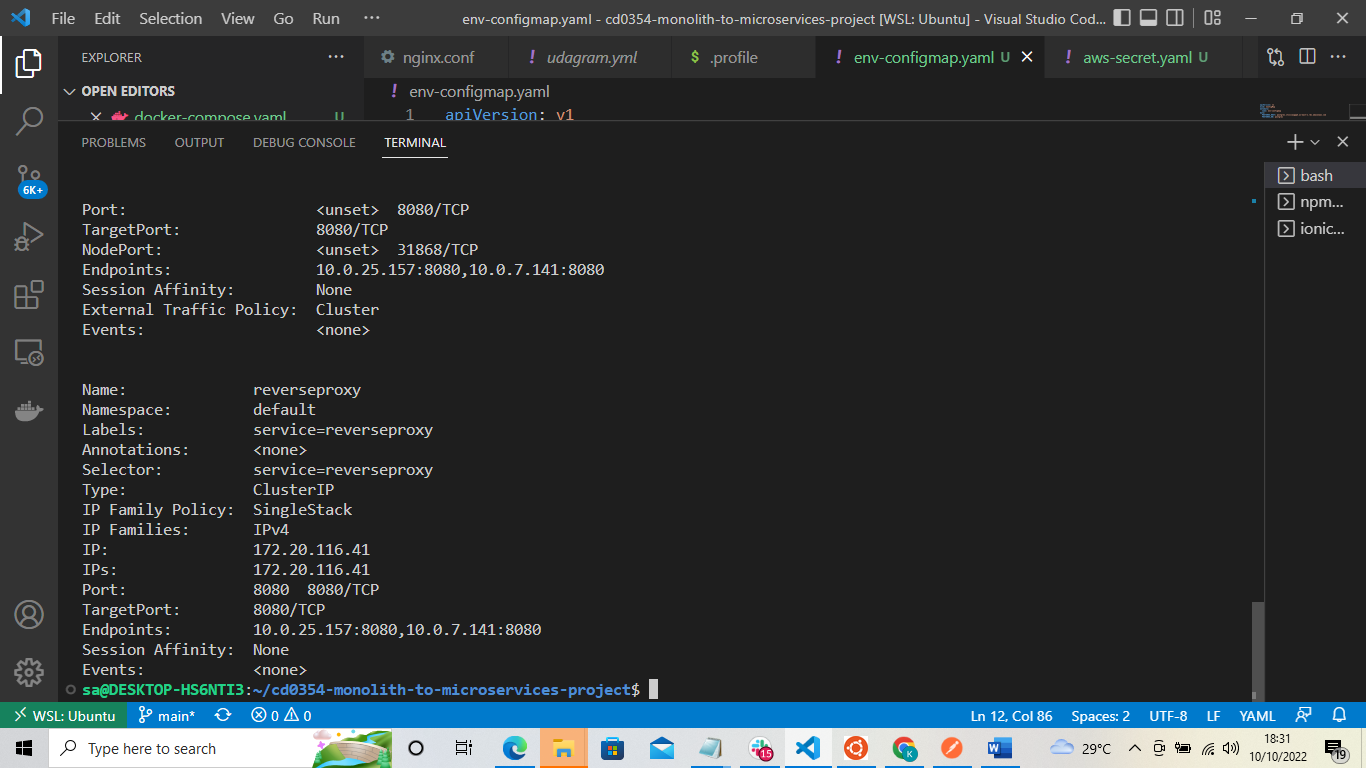 File Edit Selection View Go Run ··· env-configmap.yaml - cd0354-monolith-to-microservices-project [WSL: Ubuntu] - Visual Studio Cod...
EXPLORER ···
nginx.conf ! udagram.yml $ .profile ! env-configmap.yaml U ! aws-secret.yaml U ···
OPEN EDITORS
! env-configmap.yaml
docker-compose.yaml U
1 apiVersion: v1
PROBLEMS OUTPUT DEBUG CONSOLE TERMINAL
bash
npm...
ionic...
6K+
Port: <unset> 8080/TCP
TargetPort: 8080/TCP
NodePort: <unset> 31868/TCP
Endpoints: 10.0.25.157:8080,10.0.7.141:8080
Session Affinity: None
External Traffic Policy: Cluster
Events: <none>
Name: reverseproxy
Namespace: default
Labels: service=reverseproxy
Annotations: <none>
Selector: service=reverseproxy
Type: ClusterIP
IP Family Policy: SingleStack
IP Families: IPv4
IP: 172.20.116.41
IPs: 172.20.116.41
Port: 8080 8080/TCP
TargetPort: 8080/TCP
Endpoints: 10.0.25.157:8080,10.0.7.141:8080
Session Affinity: None
Events: <none>
sa@DESKTOP-HS6NTI3:~/cd0354-monolith-to-microservices-project$
WSL: Ubuntu main* 0 0 Ln 12, Col 86 Spaces: 2 UTF-8 LF YAML
Type here to search 15 29°C 18:31
10/10/2022 19